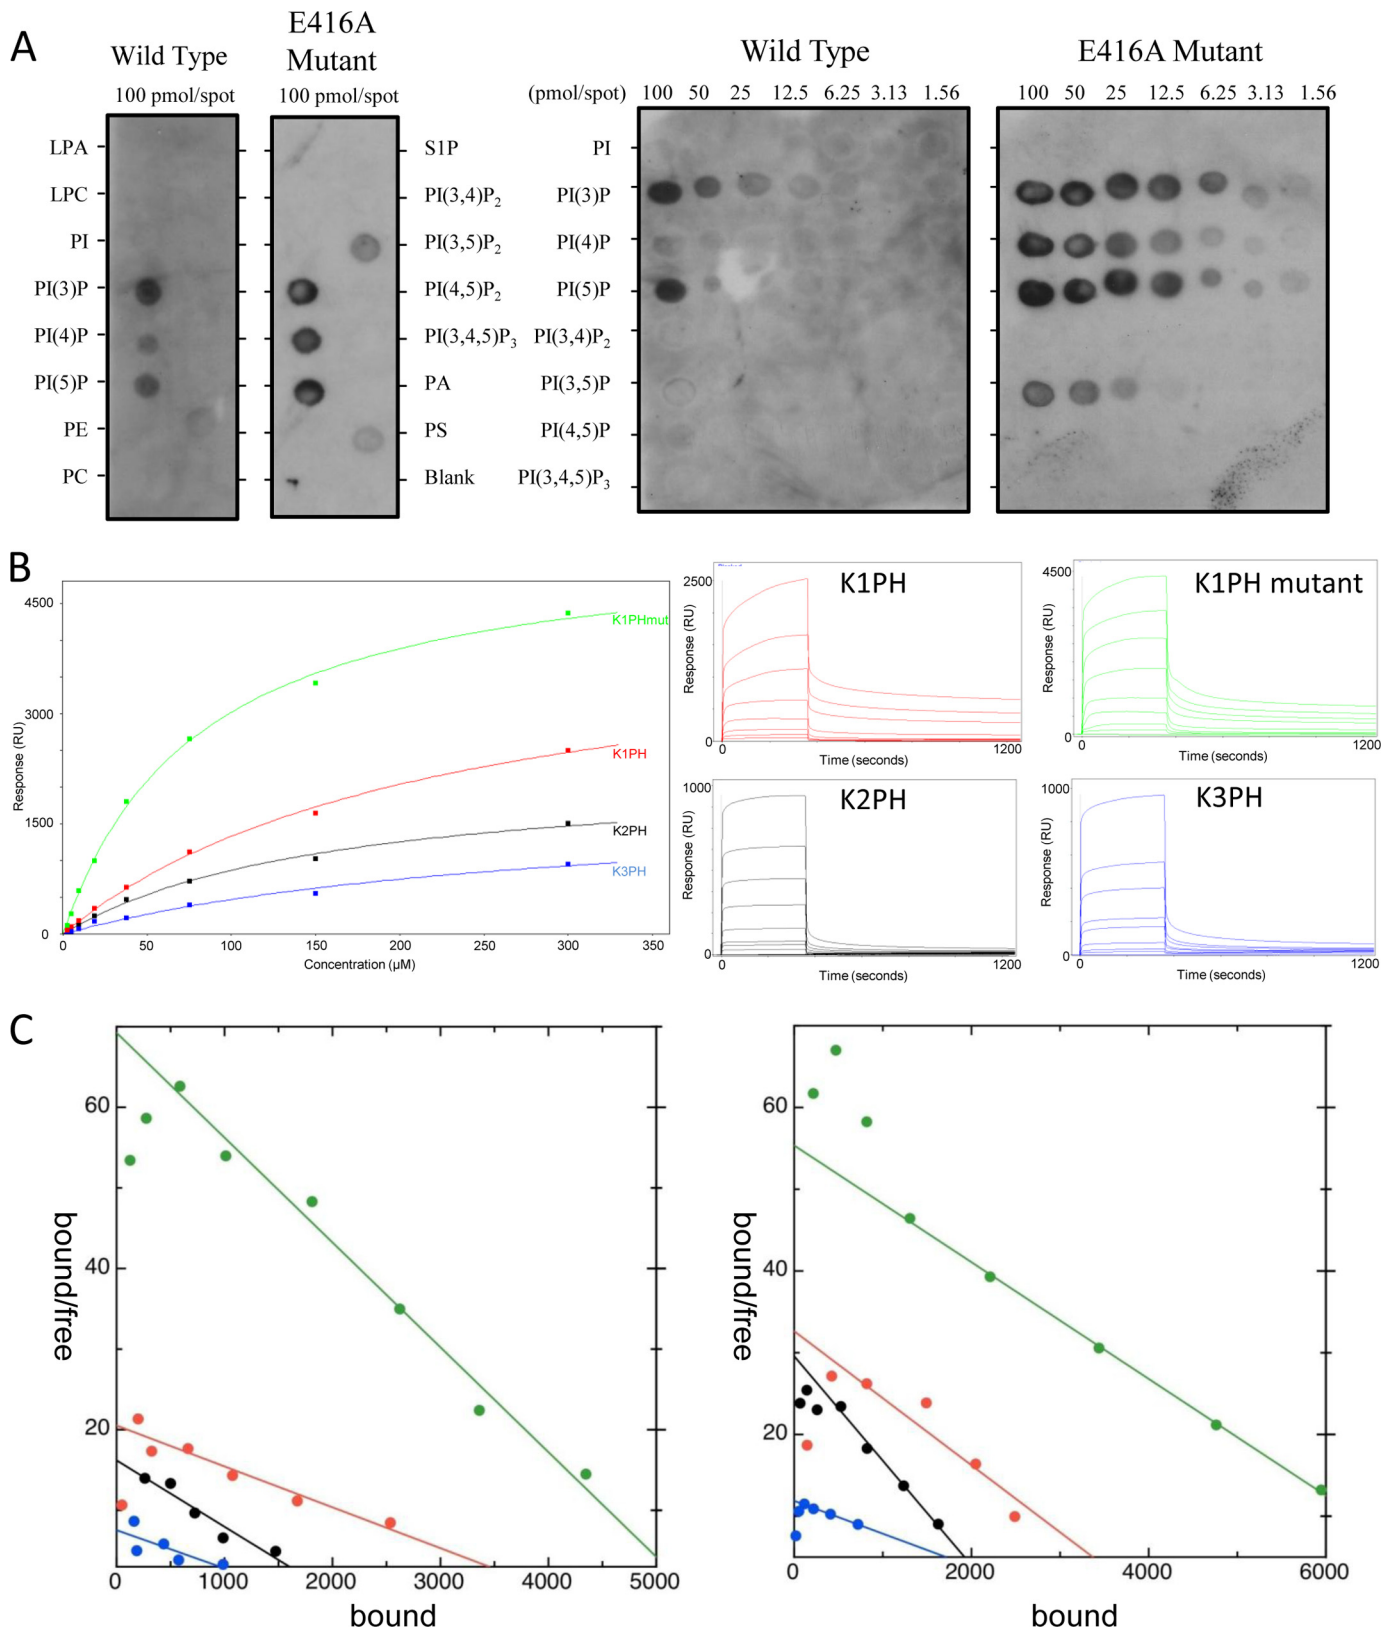 A
Wild Type
E416A
Mutant
Wild Type
E416A Mutant
100 pmol/spot
100 pmol/spot
(pmol/spot)
100 50 25 12.5 6.25 3.13 1.56
100 50 25 12.5 6.25 3.13 1.56
LPA
S1P
PI
LPC
PI(3,4)P2
PI(3)P
PI
PI(3,5)P2
PI(4)P
PI(3)P
PI(4,5)P2
PI(5)P
PI(4)P
PI(3,4,5)P3
PI(3,4)P2
PI(5)P
PA
PI(3,5)P
PE
PS
PI(4,5)P
PC
Blank
PI(3,4,5)P3
B
Response (RU)
4500
3000
1500
0
K1PHmut
K1PH
K2PH
K3PH
0 50 100 150 200 250 300 350
Concentration (µM)
K1PH
Response (RU)
2500
0
0 1200
Time (seconds)
K1PH mutant
Response (RU)
4500
0
0 1200
Time (seconds)
K2PH
Response (RU)
1000
0
0 1200
Time (seconds)
K3PH
Response (RU)
1000
0
0 1200
Time (seconds)
C
bound/free
60
40
20
0 1000 2000 3000 4000 5000
bound
bound/free
60
40
20
0 2000 4000 6000
bound